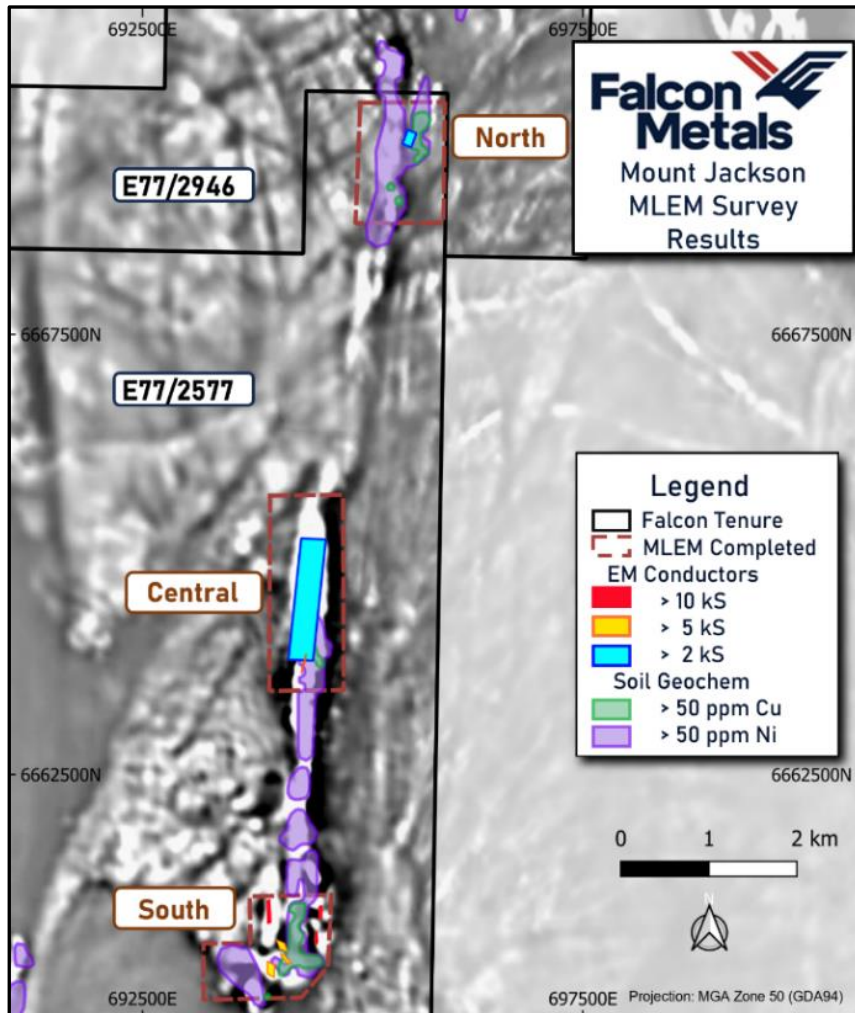 692500E
697500E
Falcon
Metals
Mount Jackson
MLEM Survey
Results
North
E77/2946
6667500N
6667500N
E77/2577
Legend
Falcon Tenure
MLEM Completed
EM Conductors
> 10 kS
> 5 kS
> 2 kS
Soil Geochem
> 50 ppm Cu
> 50 ppm Ni
Central
6662500N
6662500N
0 1 2 km
South
N
692500E
697500E
Projection: MGA Zone 50 (GDA94)